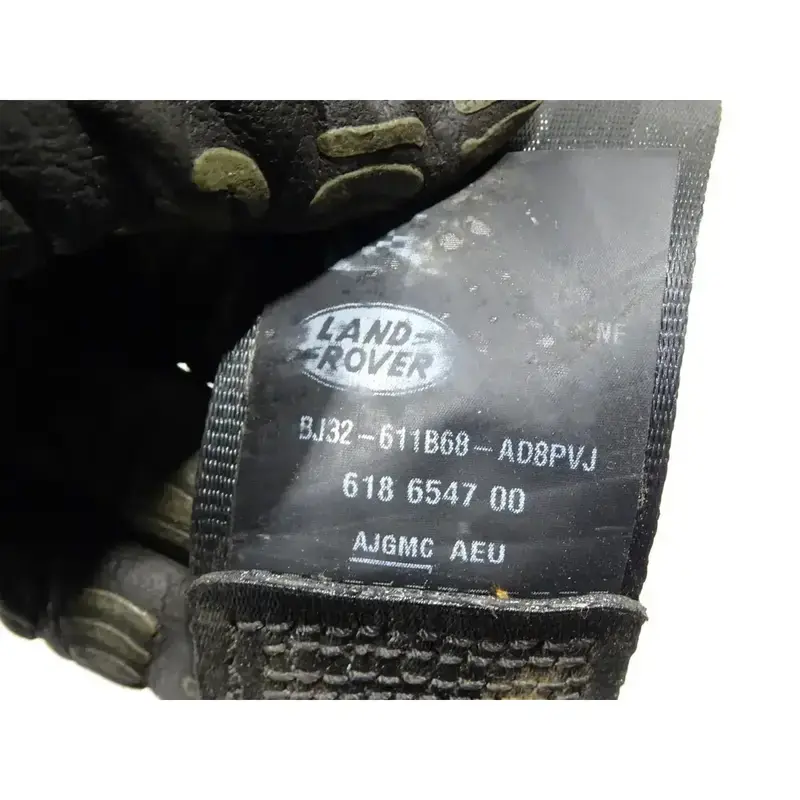 LAND-
-ROVER
BJ32-611B68-AD8PVJ
618 6547 00
AJGMC AEU